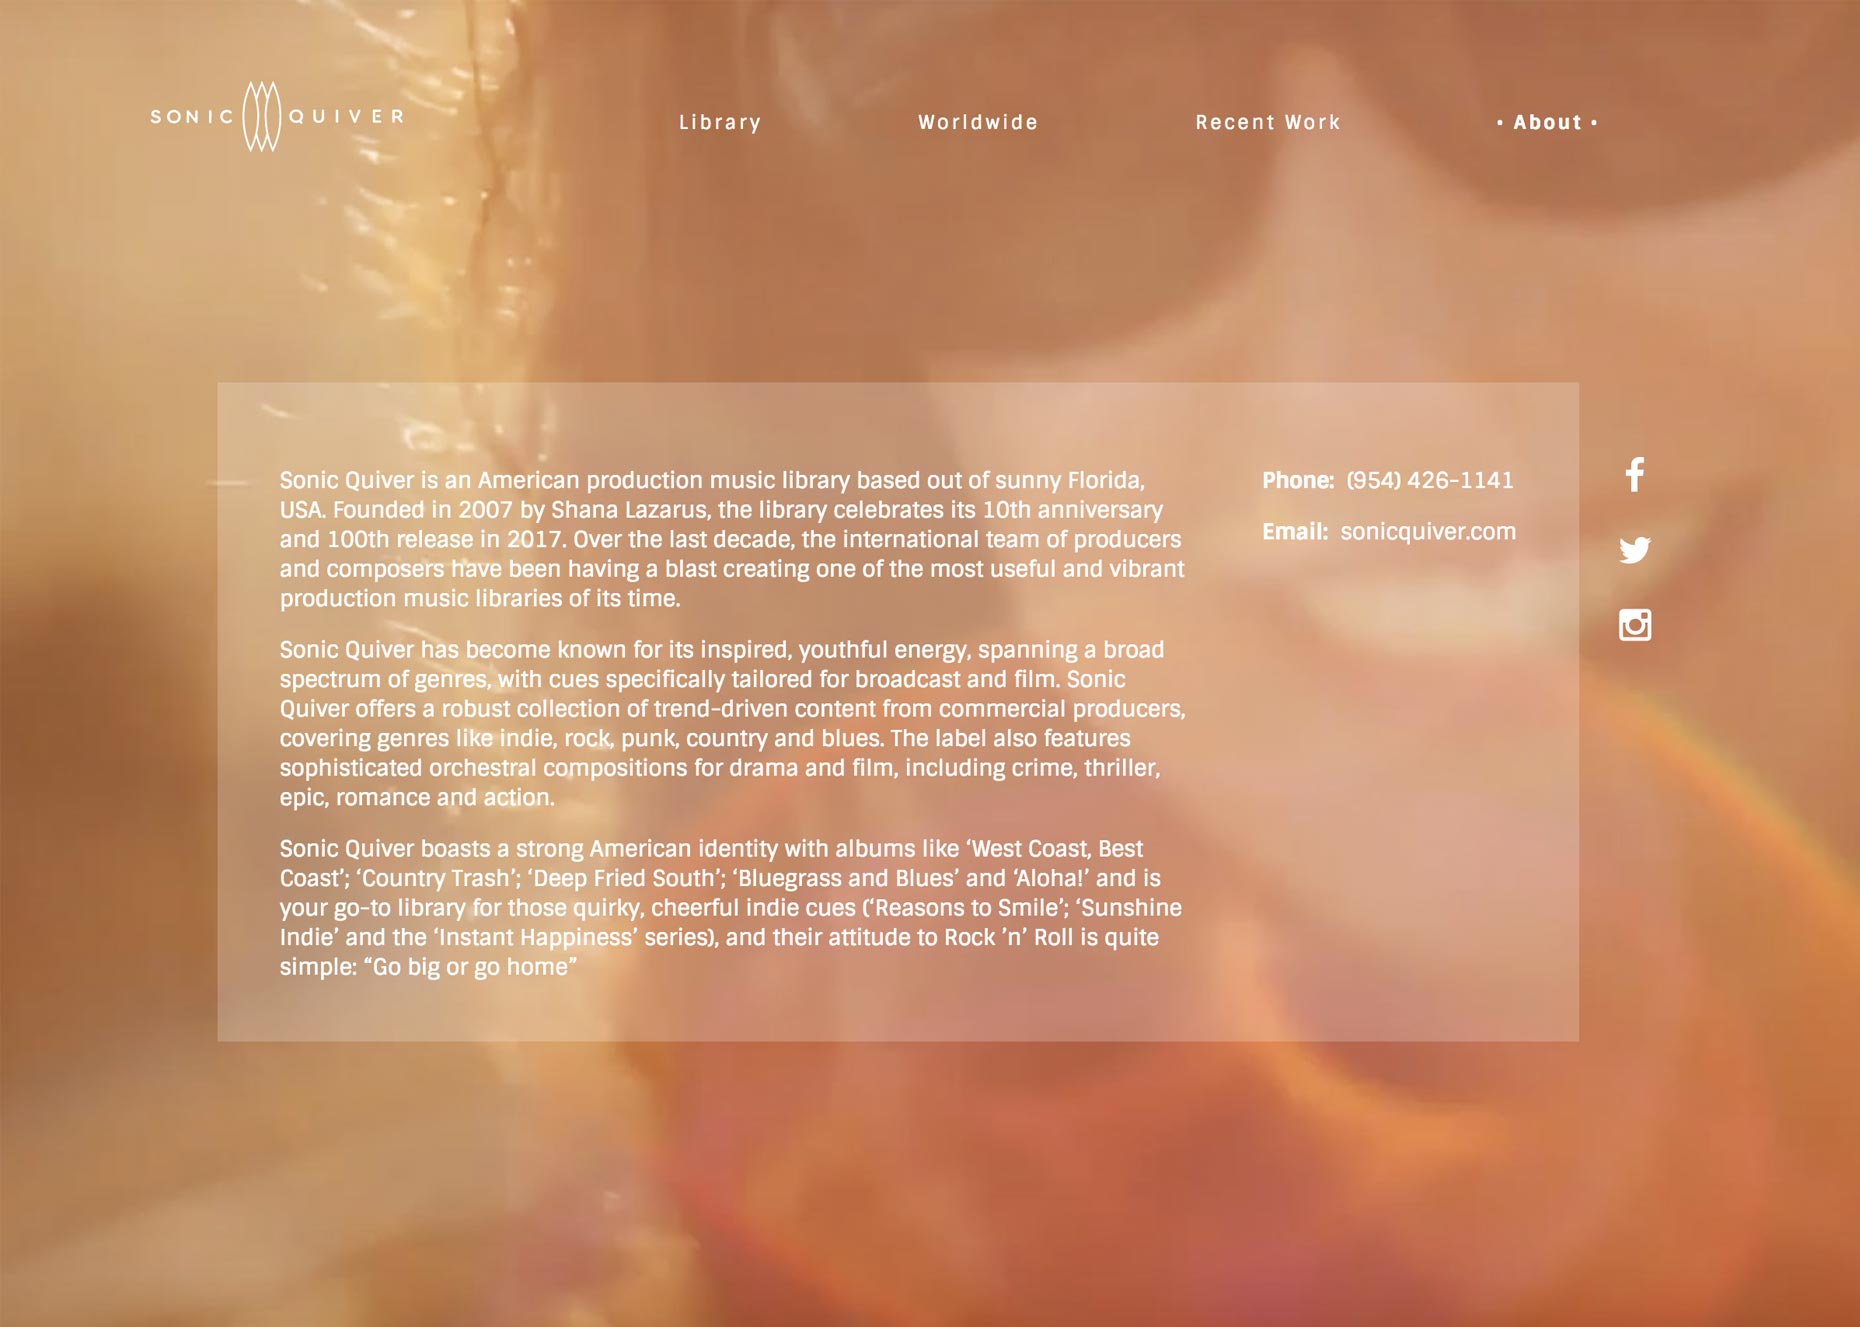 SONIC QUIVER
Library
Worldwide
Recent Work
• About •
Sonic Quiver is an American production music library based out of sunny Florida,
USA. Founded in 2007 by Shana Lazarus, the library celebrates its 10th anniversary
and 100th release in 2017. Over the last decade, the international team of producers
and composers have been having a blast creating one of the most useful and vibrant
production music libraries of its time.
Sonic Quiver has become known for its inspired, youthful energy, spanning a broad
spectrum of genres, with cues specifically tailored for broadcast and film. Sonic
Quiver offers a robust collection of trend-driven content from commercial producers,
covering genres like indie, rock, punk, country and blues. The label also features
sophisticated orchestral compositions for drama and film, including crime, thriller,
epic, romance and action.
Sonic Quiver boasts a strong American identity with albums like ‘West Coast, Best
Coast’; ‘Country Trash’; ‘Deep Fried South’; ‘Bluegrass and Blues’ and ‘Aloha!’ and is
your go-to library for those quirky, cheerful indie cues (‘Reasons to Smile’; ‘Sunshine
Indie’ and the ‘Instant Happiness’ series), and their attitude to Rock ’n’ Roll is quite
simple: “Go big or go home”
Phone: (954) 426-1141
Email: sonicquiver.com